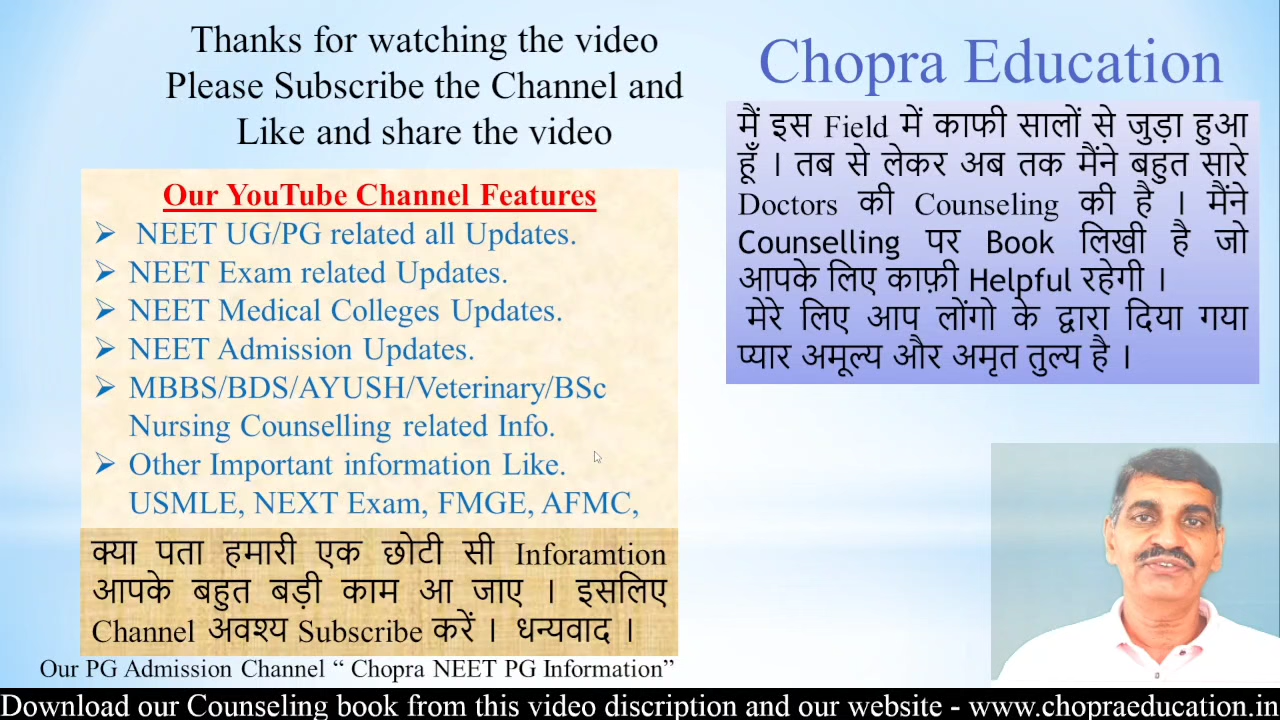 Thanks for watching the video
Please Subscribe the Channel and
Like and share the video
Our YouTube Channel Features
➢ NEET UG/PG related all Updates.
➢ NEET Exam related Updates.
➢ NEET Medical Colleges Updates.
➢ NEET Admission Updates.
➢ MBBS/BDS/AYUSH/Veterinary/BSc
Nursing Counselling related Info.
➢ Other Important information Like.
USMLE, NEXT Exam, FMGE, AFMC,
क्या पता हमारी एक छोटी सी Inforamtion
आपके बहुत बड़ी काम आ जाए । इसलिए
Channel अवश्य Subscribe करें । धन्यवाद ।
Our PG Admission Channel “ Chopra NEET PG Information”
Chopra Education
मैं इस Field में काफी सालों से जुड़ा हुआ
हूँ । तब से लेकर अब तक मैंने बहुत सारे
Doctors की Counseling की है । मैंने
Counselling पर Book लिखी है जो
आपके लिए काफ़ी Helpful रहेगी ।
मेरे लिए आप लोंगो के द्वारा दिया गया
प्यार अमूल्य और अमृत तुल्य है ।
Download our Counseling book from this video discription and our website - www.chopraeducation.in